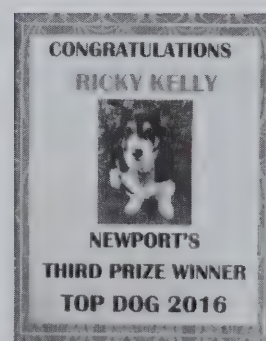 CONGRATULATIONS
RICKY KELLY
NEWPORT'S
THIRD PRIZE WINNER
TOP DOG 2016